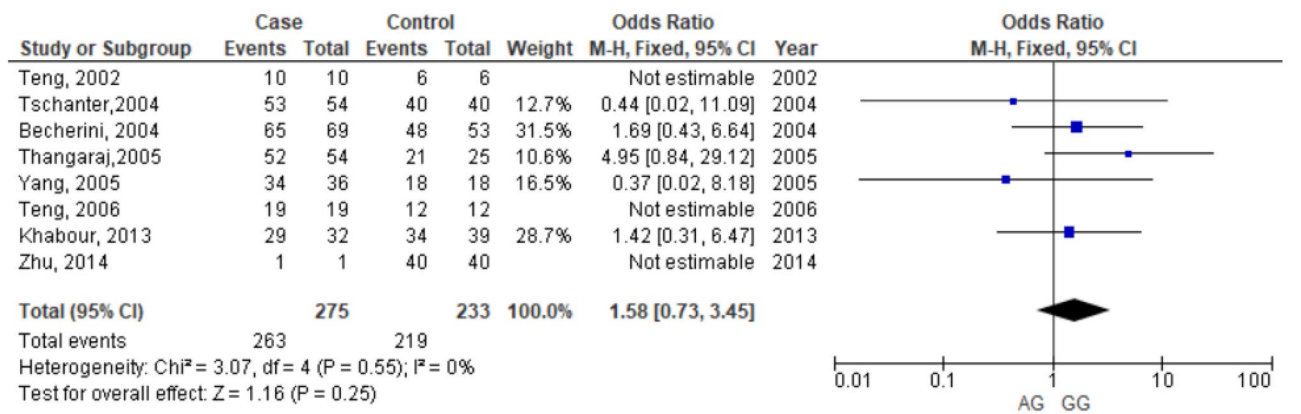 Case Control Odds Ratio Odds Ratio
Study or Subgroup Events Total Events Total Weight M-H, Fixed, 95% CI Year M-H, Fixed, 95% CI
Teng, 2002 10 10 6 6 Not estimable 2002
Tschanter,2004 53 54 40 40 12.7% 0.44 [0.02, 11.09] 2004
Becherini, 2004 65 69 48 53 31.5% 1.69 [0.43, 6.64] 2004
Thangaraj,2005 52 54 21 25 10.6% 4.95 [0.84, 29.12] 2005
Yang, 2005 34 36 18 18 16.5% 0.37 [0.02, 8.18] 2005
Teng, 2006 19 19 12 12 Not estimable 2006
Khabour, 2013 29 32 34 39 28.7% 1.42 [0.31, 6.47] 2013
Zhu, 2014 1 1 40 40 Not estimable 2014
Total (95% CI) 275 233 100.0% 1.58 [0.73, 3.45]
Total events 263 219
Heterogeneity: Chi² = 3.07, df = 4 (P = 0.55); I² = 0%
Test for overall effect: Z = 1.16 (P = 0.25)
0.01 0.1 1 10 100
AG GG